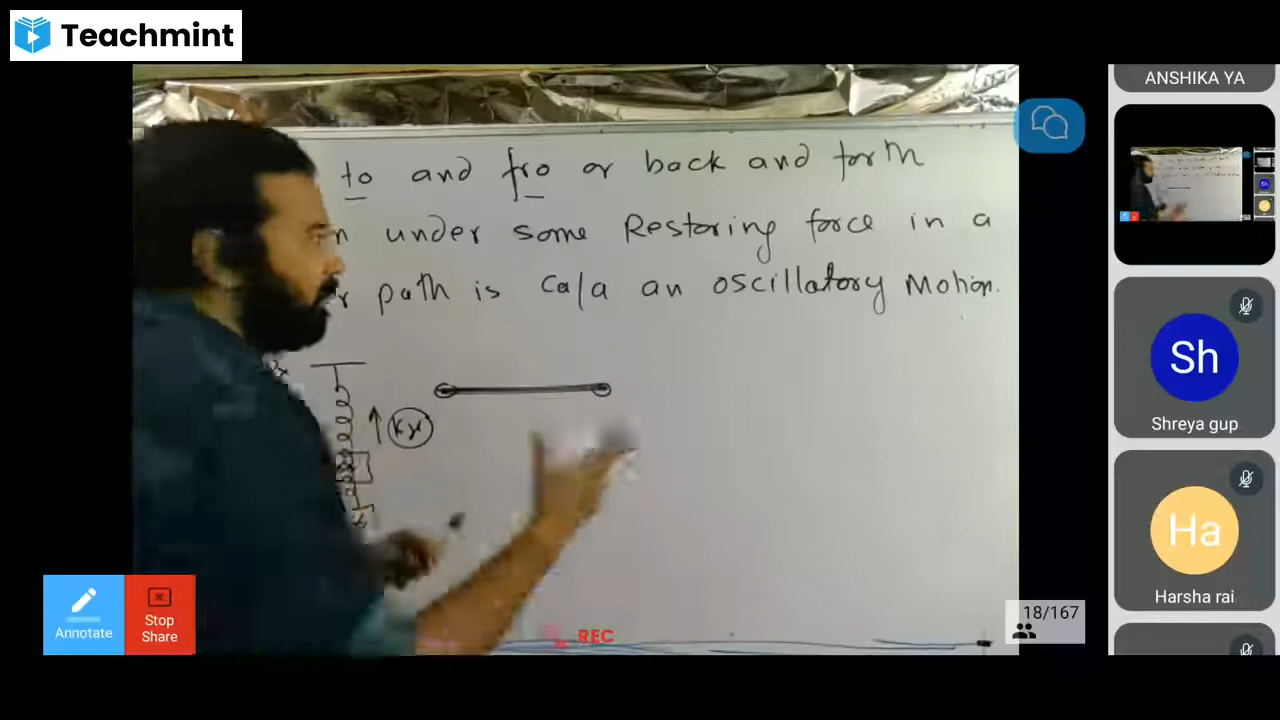 Teachmint
ANSHIKA YA
to and fro or back and forth
n under some Restoring force in a
r path is ca/a an oscillatory Motion.
Kx
Sh
Shreya gup
Ha
Harsha rai
Annotate
Stop
Share
REC
18/167